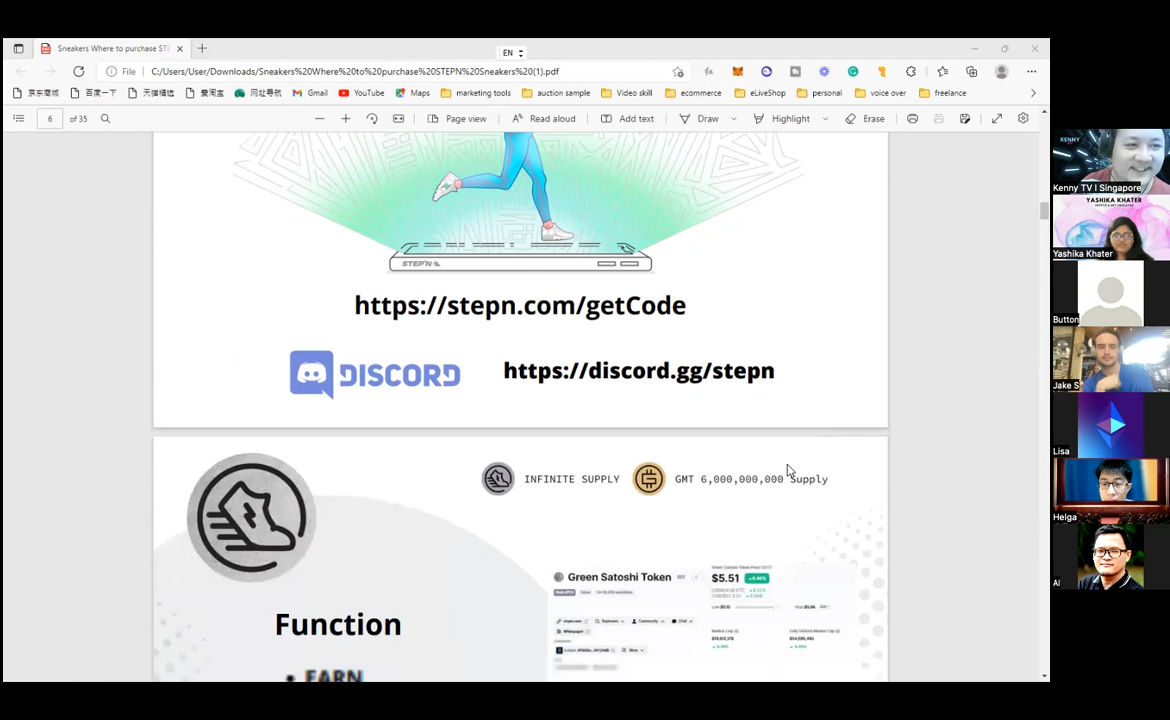 Sneakers Where to purchase STE
EN
File
C:/Users/User/Downloads/Sneakers%20Where%20to%20purchase%20STEPN%20Sneakers%20(1).pdf
京东商城
百度一下
天猫精选
爱淘宝
网址导航
Gmail
YouTube
Maps
marketing tools
auction sample
Video skill
ecommerce
eLiveShop
personal
voice over
freelance
6 of 35
Page view
Read aloud
Add text
Draw
Highlight
Erase
STEP'N
https://stepn.com/getCode
DISCORD
https://discord.gg/stepn
INFINITE SUPPLY
GMT 6,000,000,000 Supply
Green Satoshi Token
$5.51
Function
• EARN
KENNY
Kenny TV I Singapore
YASHIKA KHATER
Yashika Khater
Button
Jake S
Lisa
Helga
Al